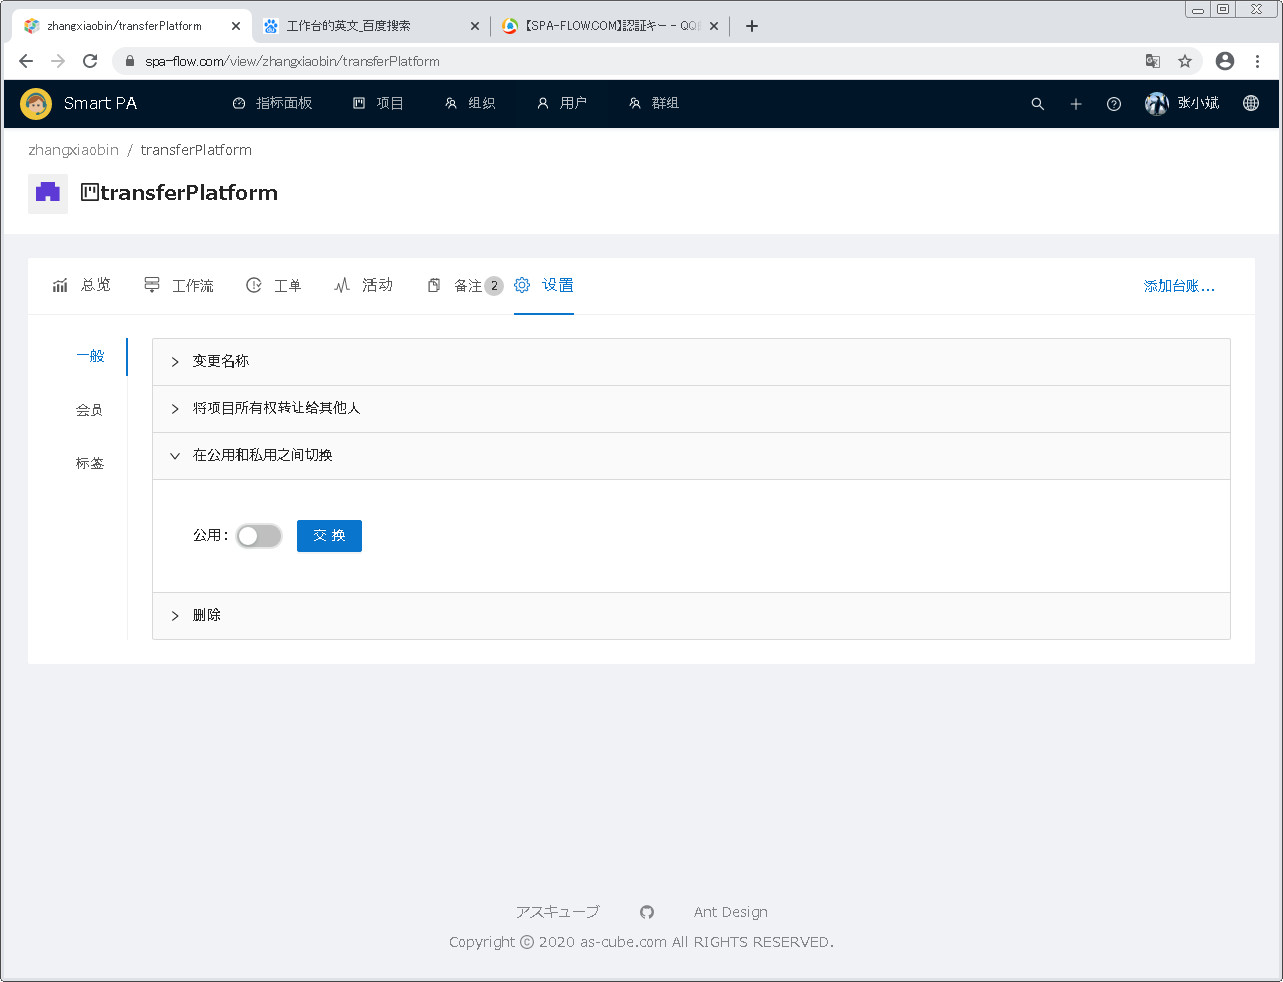 zhangxiaobin/transferPlatform
工作台的英文_百度搜索
【SPA-FLOW.COM】認証キー - QQ
spa-flow.com/view/zhangxiaobin/transferPlatform
Smart PA 指标面板 项目 组织 用户 群组 张小斌
zhangxiaobin / transferPlatform
transferPlatform
总览 工作流 工单 活动 备注 2 设置 添加台账...
一般
会员
标签
变更名称
将项目所有权转让给其他人
在公用和私用之间切换
公用: 交 换
删除
アスキューブ Ant Design
Copyright © 2020 as-cube.com All RIGHTS RESERVED.